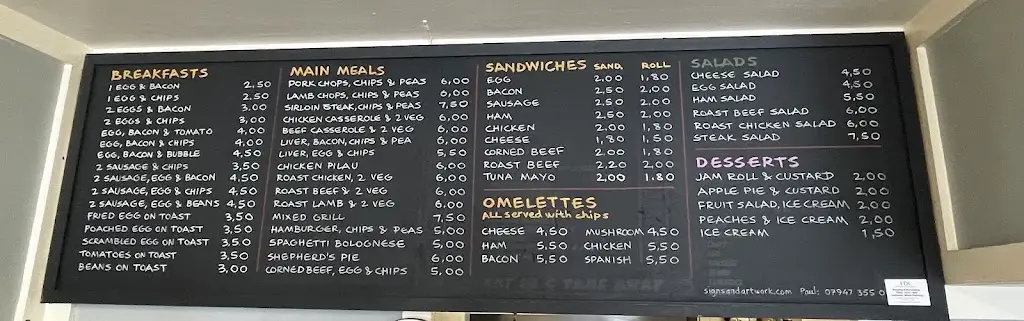 BREAKFASTS
1 EGG & BACON 2.50
1 EGG & CHIPS 2.50
2 EGGS & BACON 3,00
2 EGGS & CHIPS 3,00
EGG, BACON & TOMATO 4,00
EGG, BACON & CHIPS 4,00
EGG, BACON & BUBBLE 4,50
2 SAUSAGE & CHIPS 3,50
2 SAUSAGE, EGG & BACON 4,50
2 SAUSAGE, EGG & CHIPS 4,50
2 SAUSAGE, EGG & BEANS 4,50
FRIED EGG ON TOAST 3,50
POACHED EGG ON TOAST 3,50
SCRAMBLED EGG ON TOAST 3,50
TOMATOES ON TOAST 3,50
BEANS ON TOAST 3,00
MAIN MEALS
PORK CHOPS, CHIPS & PEAS 6,00
LAMB CHOPS, CHIPS & PEAS 6,00
SIRLOIN STEAK, CHIPS & PEAS 7,50
CHICKEN CASSEROLE & 2 VEG 6,00
BEEF CASSEROLE & 2 VEG 6,00
LIVER, BACON, CHIPS & PEA 6,00
LIVER, EGG & CHIPS 5,50
CHICKEN PILAU 6,00
ROAST CHICKEN, 2 VEG 6,00
ROAST BEEF & 2 VEG 6,00
ROAST LAMB & 2 VEG 6,00
MIXED GRILL 7,50
HAMBURGER, CHIPS & PEAS 5,00
SPAGHETTI BOLOGNESE 5,00
SHEPHERD'S PIE 6,00
CORNED BEEF, EGG & CHIPS 5,00
SANDWICHES SAND. ROLL
EGG 2,00 1,80
BACON 2,50 2,00
SAUSAGE 2,50 2,00
HAM 2,50 2,00
CHICKEN 2,00 1,80
CHEESE 1,80 1,50
CORNED BEEF 2,00 1,80
ROAST BEEF 2,20 2,00
TUNA MAYO 2,00 1.80
OMELETTES
ALL served with chips
CHEESE 4,50 MUSHROOM 4,50
HAM 5,50 CHICKEN 5,50
BACON 5,50 SPANISH 5,50
SALADS
CHEESE SALAD 4,50
EGG SALAD 4,50
HAM SALAD 5,50
ROAST BEEF SALAD 6,00
ROAST CHICKEN SALAD 6,00
STEAK SALAD 7,50
DESSERTS
JAM ROLL & CUSTARD 2,00
APPLE PIE & CUSTARD 2,00
FRUIT SALAD, ICE CREAM 2,00
PEACHES & ICE CREAM 2,00
ICE CREAM 1,50
signsandartwork.com Paul: 07947 355 0